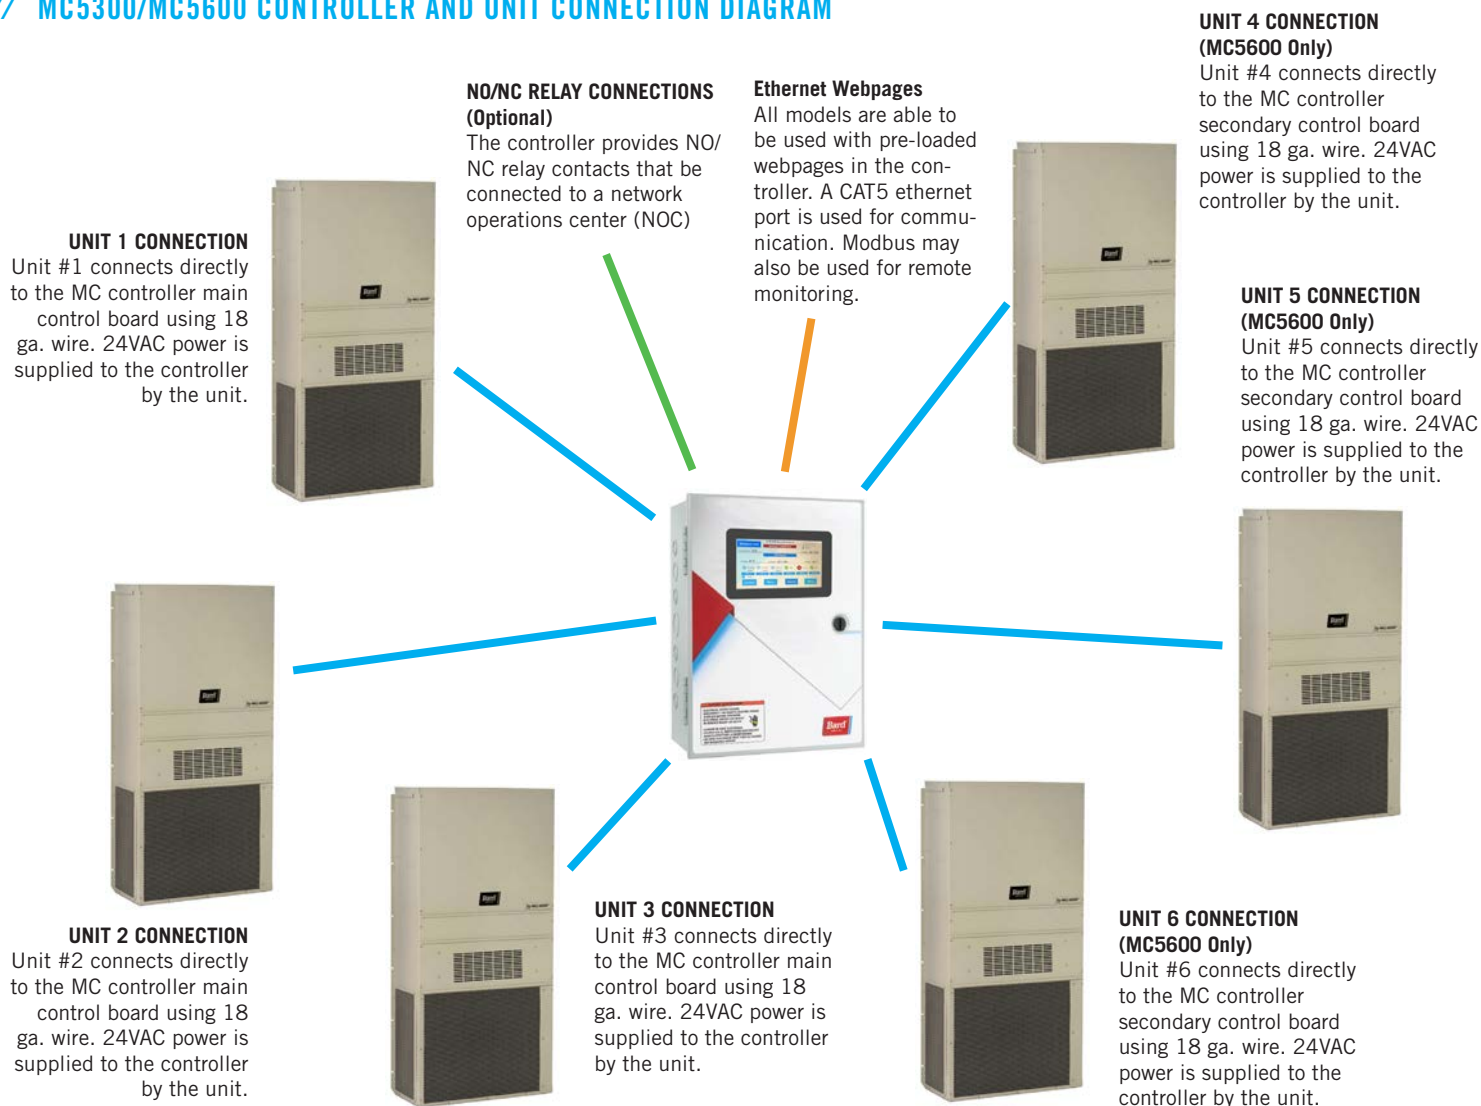 // MC5300/MC5600 CONTROLLER AND UNIT CONNECTION DIAGRAM
NO/NC RELAY CONNECTIONS
(Optional)
The controller provides NO/
NC relay contacts that be
connected to a network
operations center (NOC)
Ethernet Webpages
All models are able to
be used with pre-loaded
webpages in the con-
troller. A CAT5 ethernet
port is used for commu-
nication. Modbus may
also be used for remote
monitoring.
UNIT 4 CONNECTION
(MC5600 Only)
Unit #4 connects directly
to the MC controller
secondary control board
using 18 ga. wire. 24VAC
power is supplied to the
controller by the unit.
UNIT 1 CONNECTION
Unit #1 connects directly
to the MC controller main
control board using 18
ga. wire. 24VAC power is
supplied to the controller
by the unit.
UNIT 5 CONNECTION
(MC5600 Only)
Unit #5 connects directly
to the MC controller
secondary control board
using 18 ga. wire. 24VAC
power is supplied to the
controller by the unit.
Bard
Bard
Bard
Bard
Bard
Bard
Bard
UNIT 2 CONNECTION
Unit #2 connects directly
to the MC controller main
control board using 18
ga. wire. 24VAC power is
supplied to the controller
by the unit.
UNIT 3 CONNECTION
Unit #3 connects directly
to the MC controller main
control board using 18
ga. wire. 24VAC power is
supplied to the controller
by the unit.
UNIT 6 CONNECTION
(MC5600 Only)
Unit #6 connects directly
to the MC controller
secondary control board
using 18 ga. wire. 24VAC
power is supplied to the
controller by the unit.